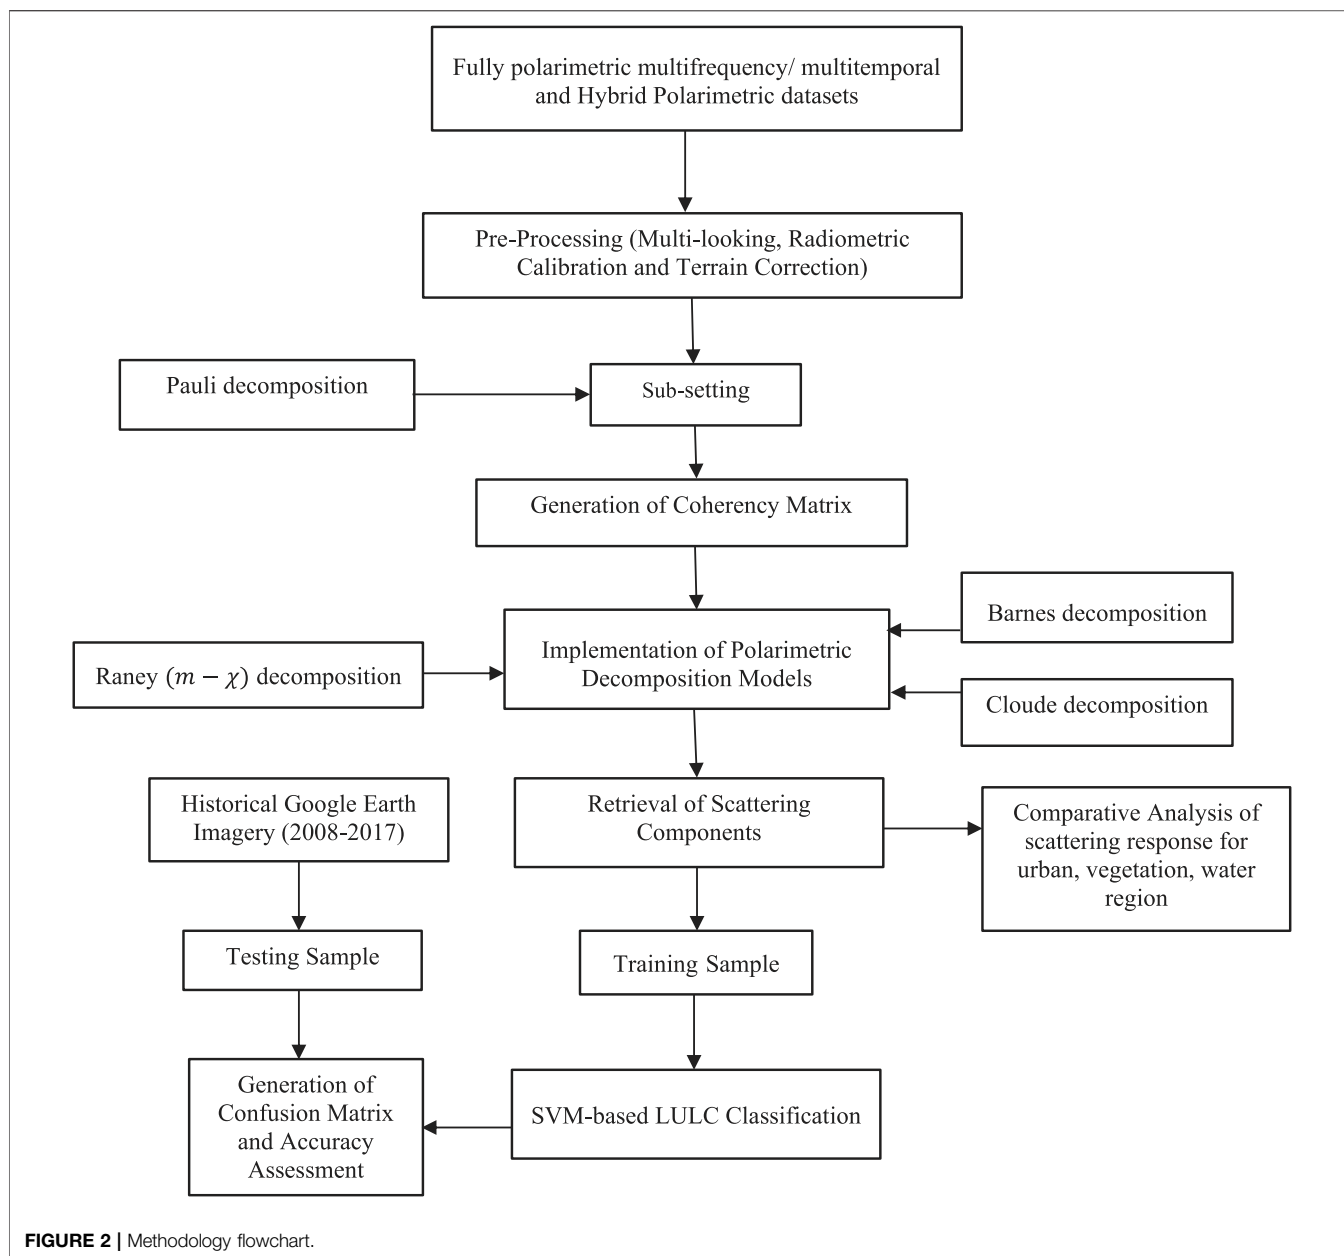 Fully polarimetric multifrequency/ multitemporal
and Hybrid Polarimetric datasets
Pre-Processing (Multi-looking, Radiometric
Calibration and Terrain Correction)
Pauli decomposition
Sub-setting
Generation of Coherency Matrix
Barnes decomposition
Implementation of Polarimetric
Decomposition Models
Raney (m − χ) decomposition
Cloude decomposition
Historical Google Earth
Imagery (2008-2017)
Retrieval of Scattering
Components
Comparative Analysis of
scattering response for
urban, vegetation, water
region
Testing Sample
Training Sample
Generation of
Confusion Matrix
and Accuracy
Assessment
SVM-based LULC Classification
FIGURE 2 | Methodology flowchart.